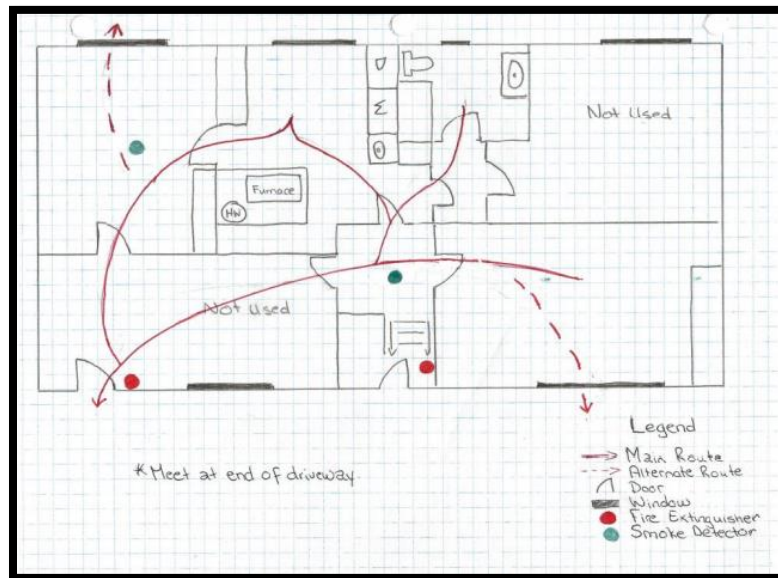 Not Used
Furnace
HW
Not Used
Legend
Main Route
Alternate Route
Door
Window
Fire Extinguisher
Smoke Detector
*Meet at end of driveway.